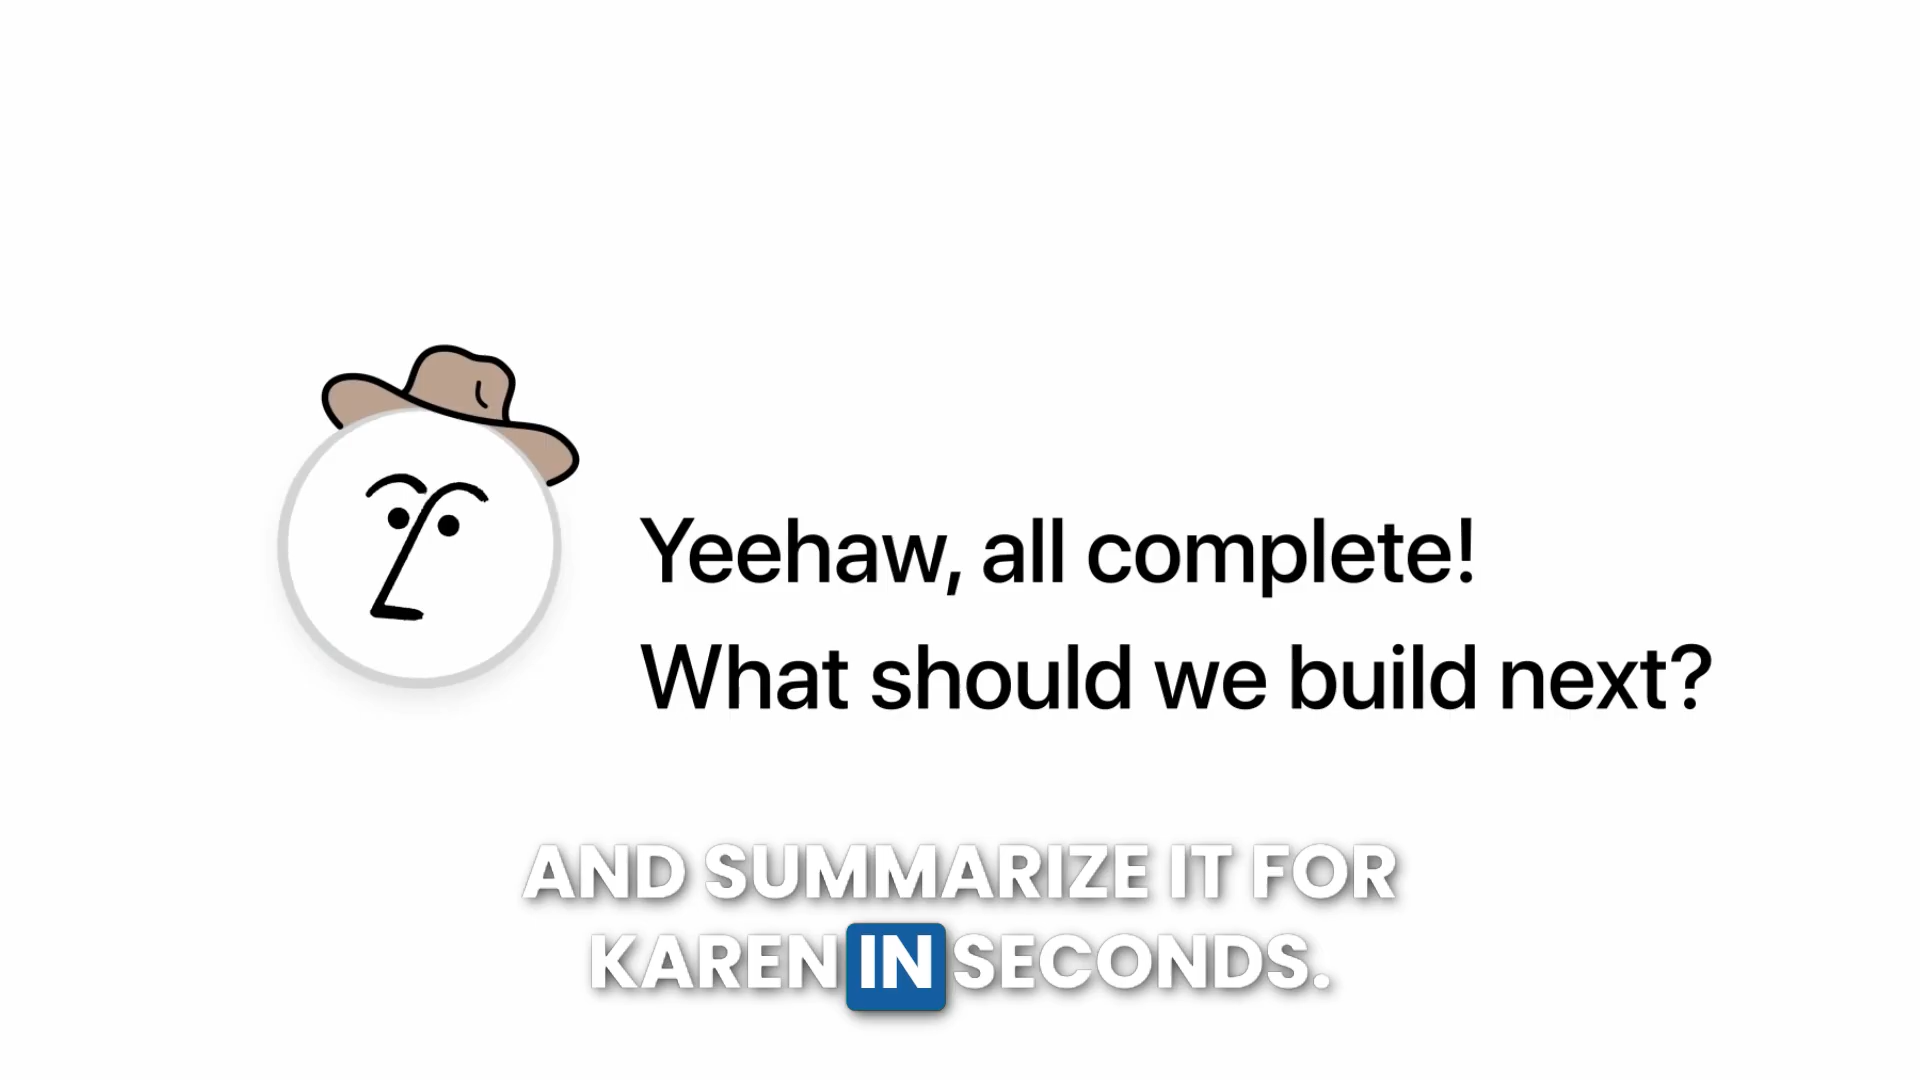 Yeehaw, all complete!
What should we build next?
AND SUMMARIZE IT FOR
KAREN IN SECONDS.